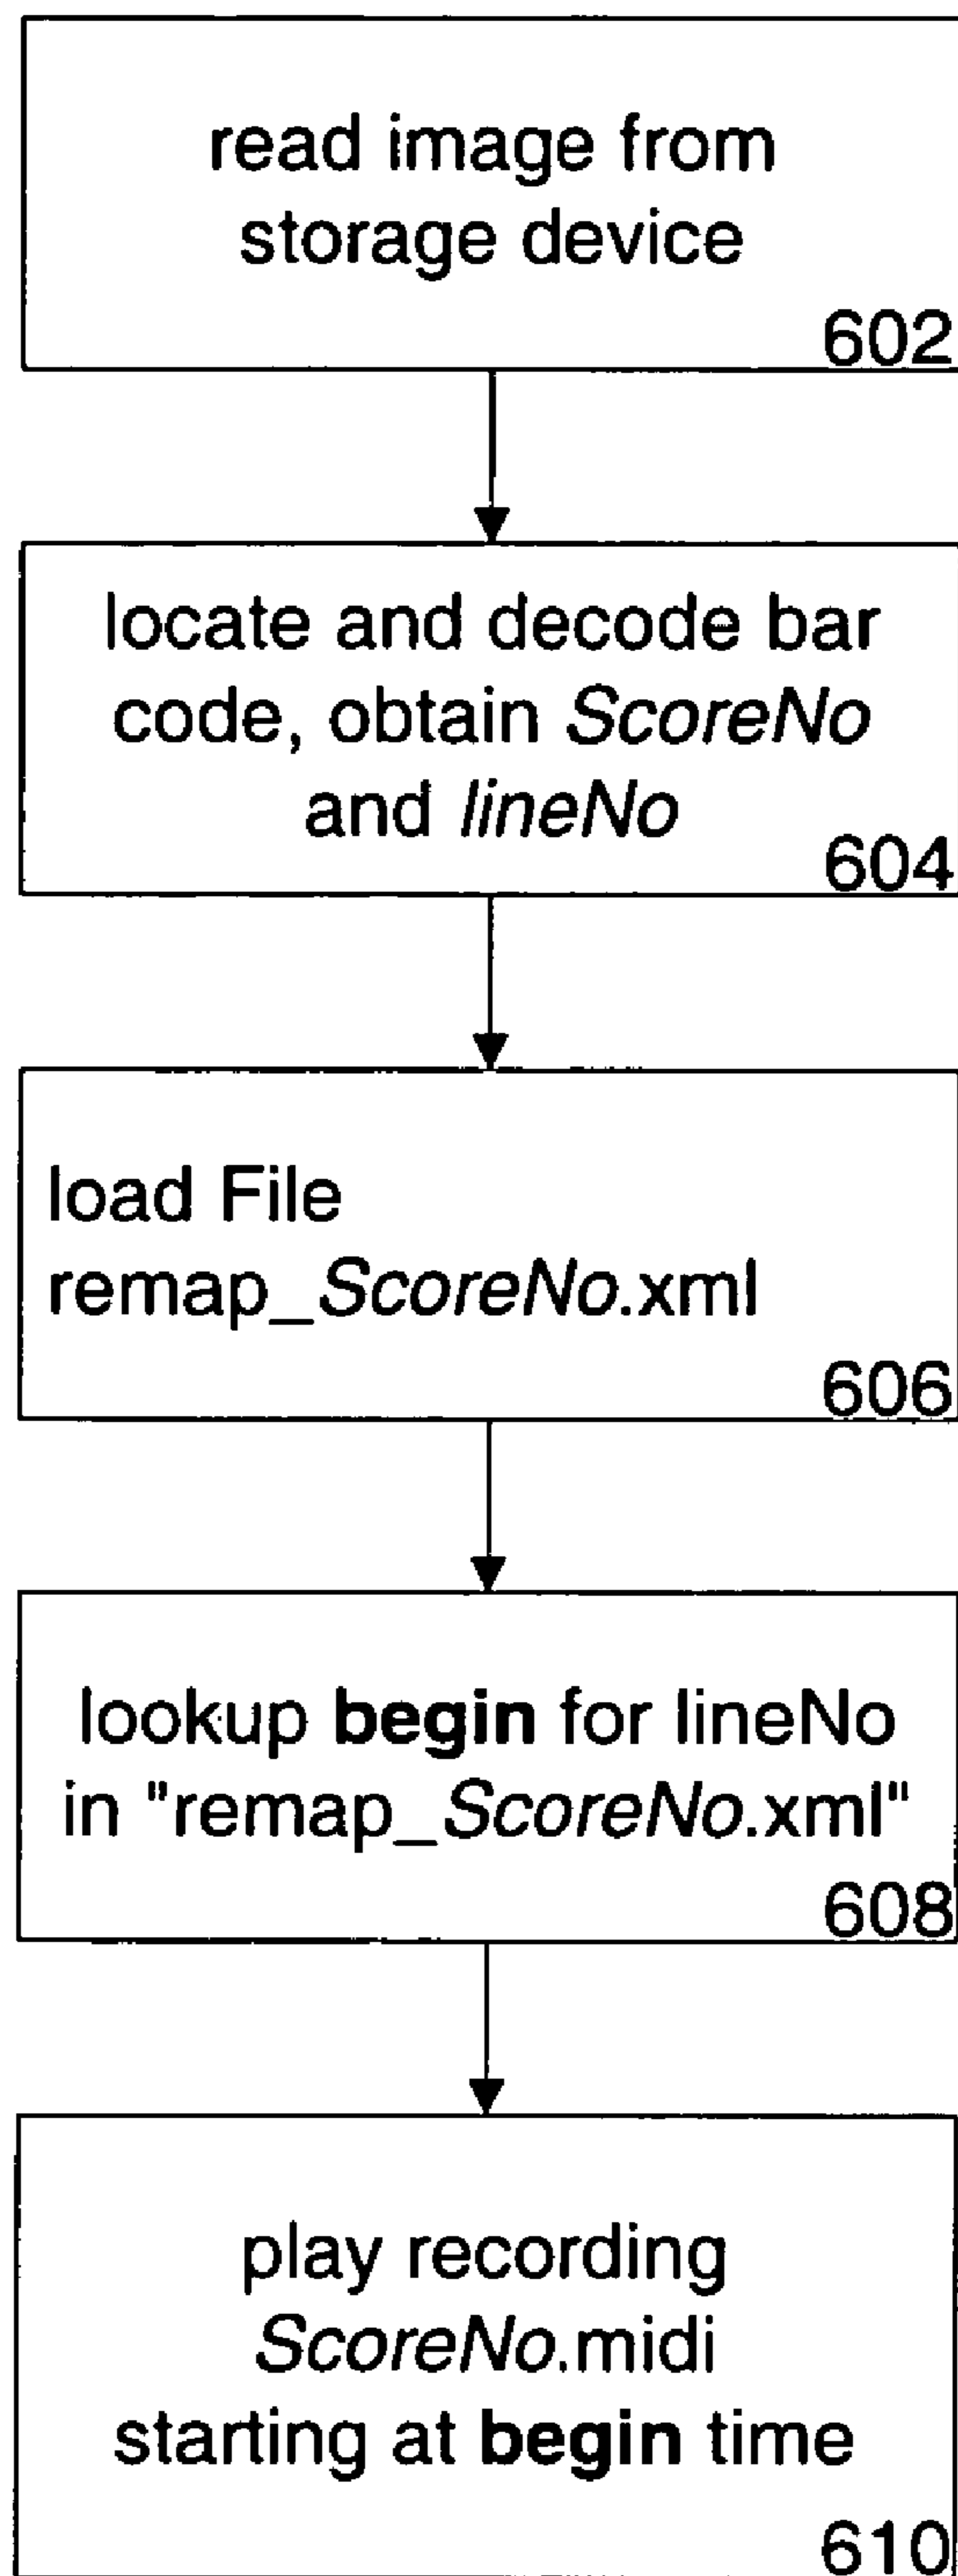 read image from
storage device
602
locate and decode bar
code, obtain ScoreNo
and lineNo
604
load File
remap_ScoreNo.xml
606
lookup begin for lineNo
in "remap_ScoreNo.xml"
608
play recording
ScoreNo.midi
starting at begin time
610